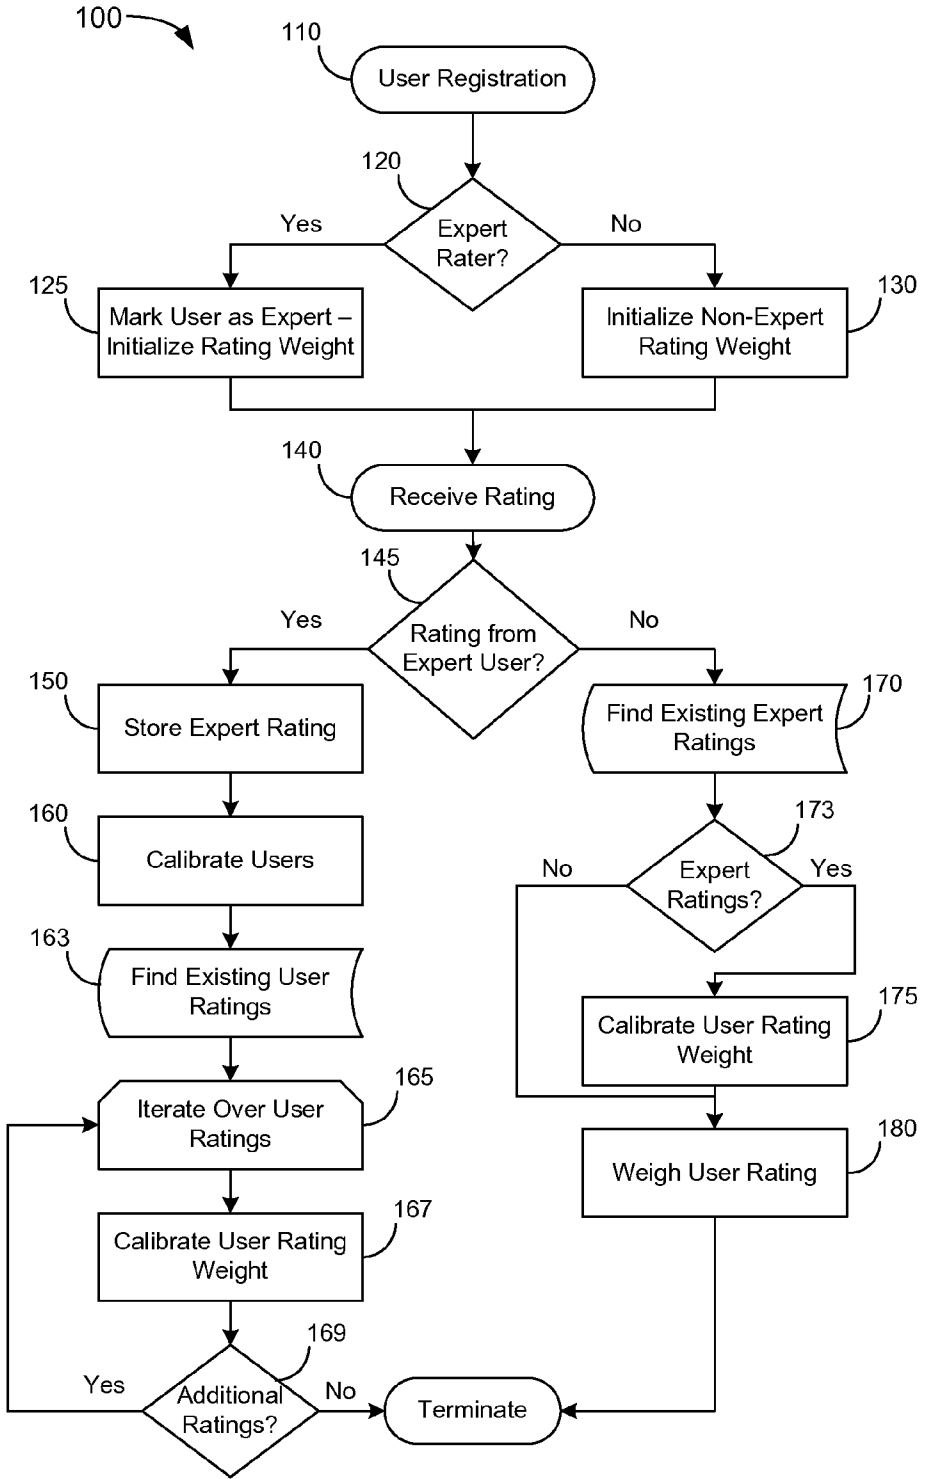 100
110
User Registration
120
Expert
Rater?
Yes
No
125
Mark User as Expert –
Initialize Rating Weight
130
Initialize Non-Expert
Rating Weight
140
Receive Rating
145
Rating from
Expert User?
Yes
No
150
Store Expert Rating
170
Find Existing Expert
Ratings
160
Calibrate Users
173
Expert
Ratings?
No
Yes
163
Find Existing User
Ratings
175
Calibrate User Rating
Weight
165
Iterate Over User
Ratings
180
Weigh User Rating
167
Calibrate User Rating
Weight
169
Additional
Ratings?
Yes
No
Terminate